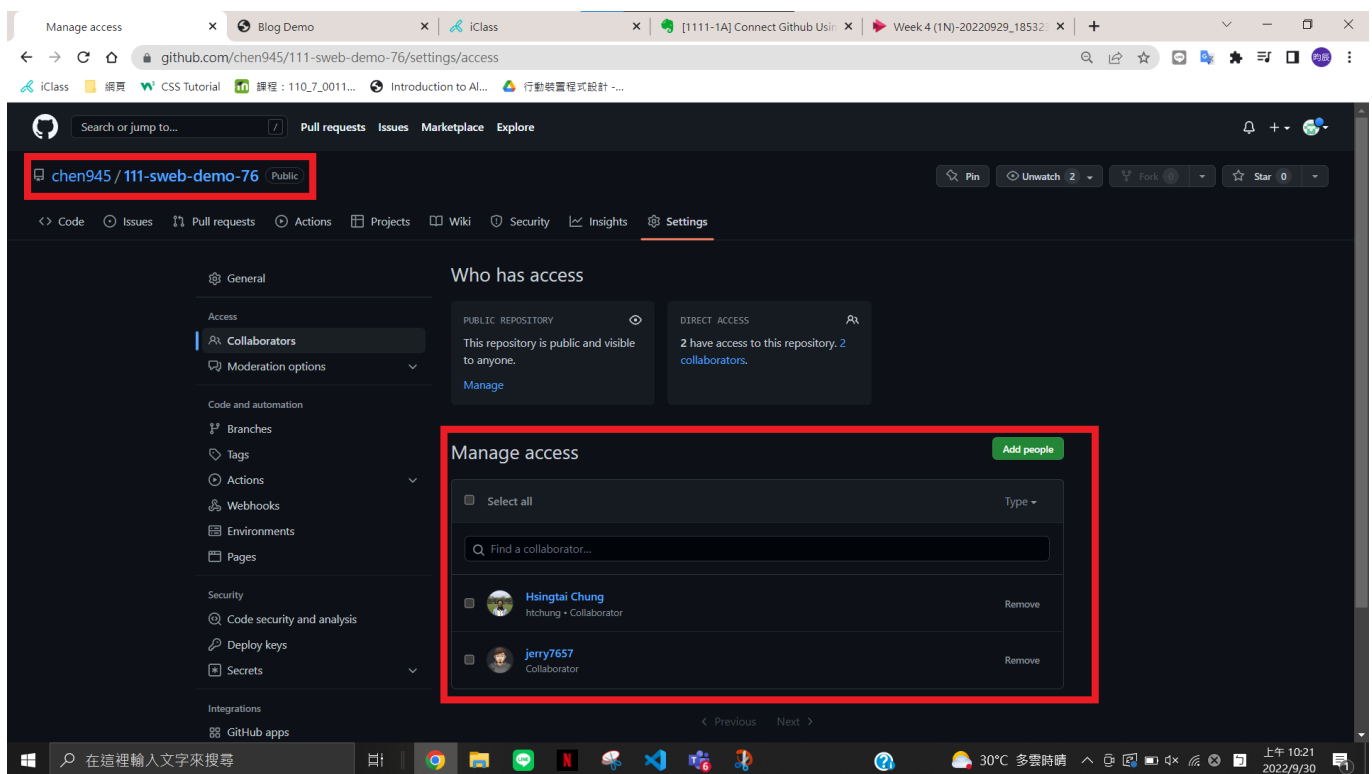 Manage access
Blog Demo
iClass
[1111-1A] Connect Github Usin
Week 4 (1N)-20220929_18532
github.com/chen945/111-sweb-demo-76/settings/access
昀辰
iClass
網頁
CSS Tutorial
課程：110_7_0011...
Introduction to Al...
行動裝置程式設計 -...
Search or jump to...
/
Pull requests
Issues
Marketplace
Explore
chen945 / 111-sweb-demo-76
Public
Pin
Unwatch 2
Fork 0
Star 0
Code
Issues
Pull requests
Actions
Projects
Wiki
Security
Insights
Settings
General
Access
Collaborators
Moderation options
Code and automation
Branches
Tags
Actions
Webhooks
Environments
Pages
Security
Code security and analysis
Deploy keys
Secrets
Integrations
GitHub apps
Who has access
PUBLIC REPOSITORY
This repository is public and visible
to anyone.
Manage
DIRECT ACCESS
2 have access to this repository. 2
collaborators.
Manage access
Add people
Select all
Type
Find a collaborator...
Hsingtai Chung
htchung • Collaborator
Remove
jerry7657
Collaborator
Remove
Previous
Next
在這裡輸入文字來搜尋
30°C 多雲時晴
上午 10:21
2022/9/30